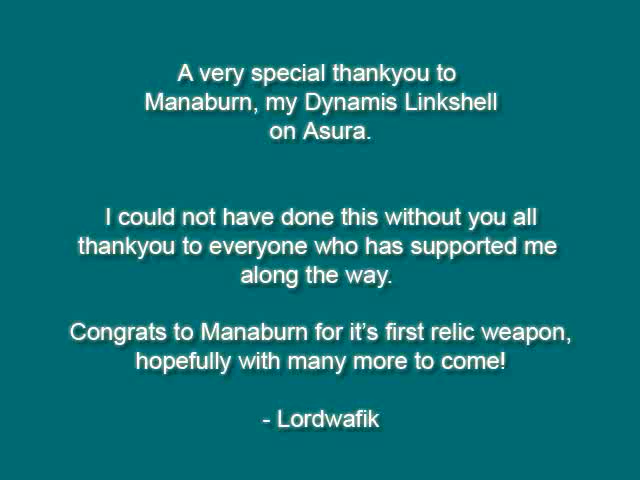 A very special thankyou to
Manaburn, my Dynamis Linkshell
on Asura.
I could not have done this without you all
thankyou to everyone who has supported me
along the way.
Congrats to Manaburn for it’s first relic weapon,
hopefully with many more to come!
- Lordwafik